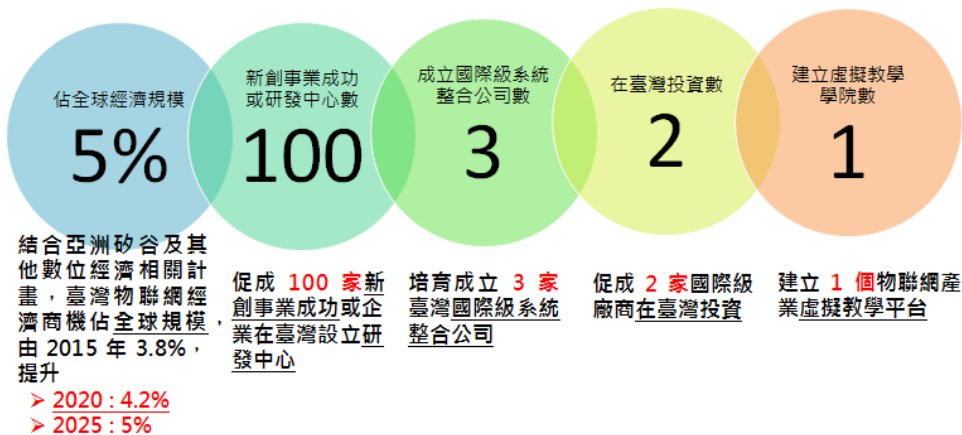 佔全球經濟規模
5%
新創事業成功
或研發中心數
100
成立國際級系統
整合公司數
3
在臺灣投資數
2
建立虛擬教學
學院數
1
結合亞洲矽谷及其
他數位經濟相關計
畫，臺灣物聯網經
濟商機佔全球規模，
由 2015 年 3.8%，
提升
➢ 2020 : 4.2%
➢ 2025 : 5%
促成 100 家新
創事業成功或企
業在臺灣設立研
發中心
培育成立 3 家
臺灣國際級系統
整合公司
促成 2 家國際級
廠商在臺灣投資
建立 1 個物聯網產
業虛擬教學平台